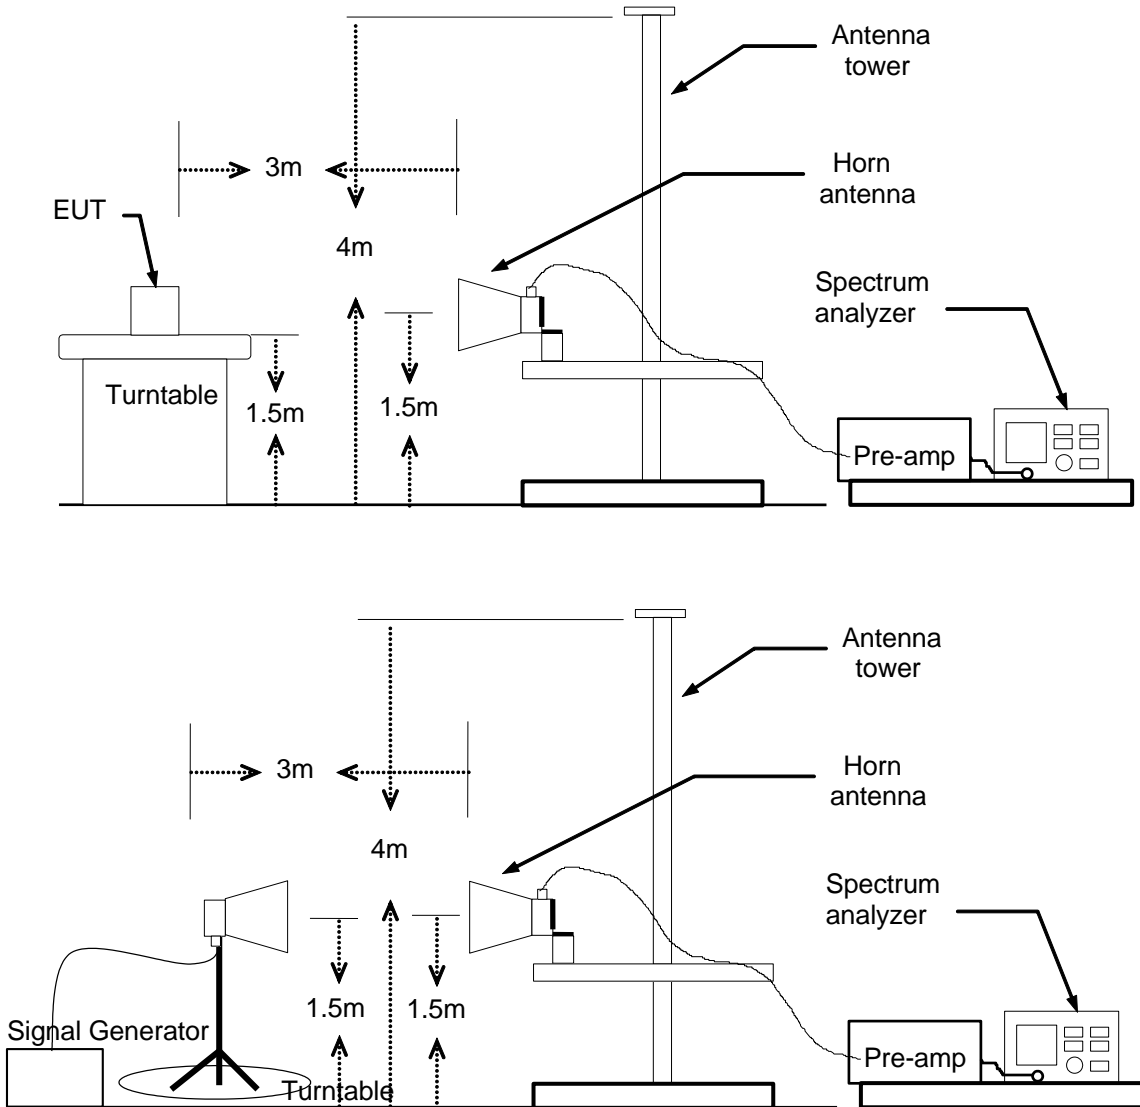 Antenna
tower
3m
Horn
antenna
EUT
4m
Spectrum
analyzer
Turntable
1.5m
1.5m
Pre-amp
Antenna
tower
3m
Horn
antenna
4m
Spectrum
analyzer
1.5m
1.5m
Signal Generator
Pre-amp
Turntable